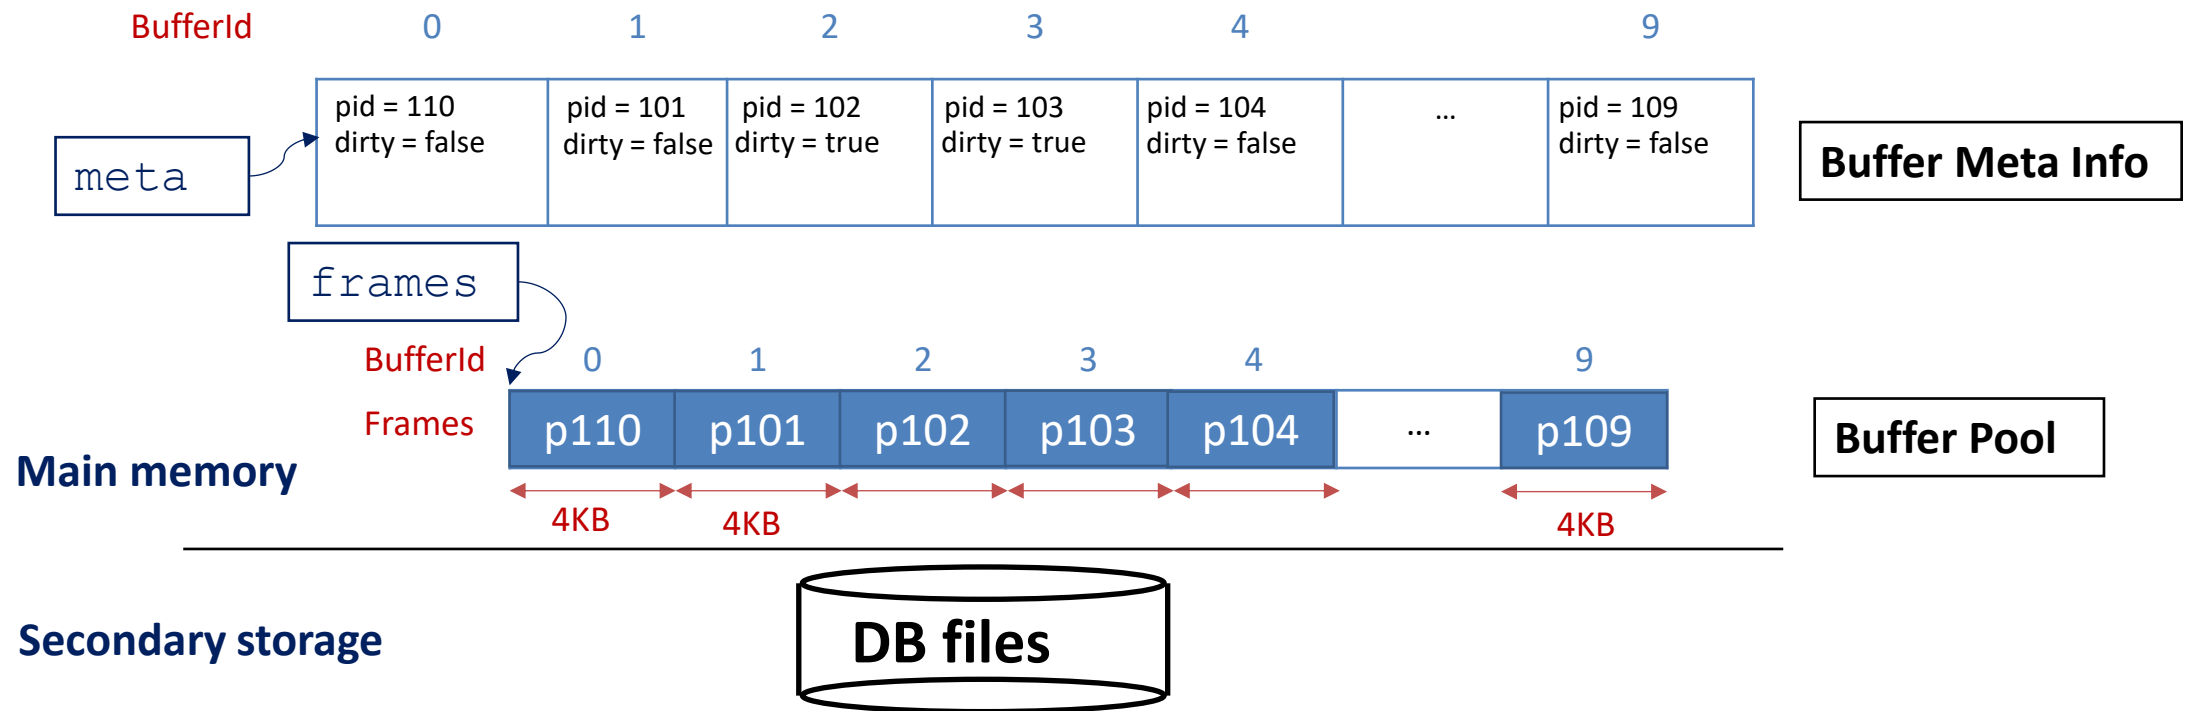 BufferId 0 1 2 3 4 9
pid = 110 pid = 101 pid = 102 pid = 103 pid = 104 ... pid = 109
dirty = false dirty = false dirty = true dirty = true dirty = false dirty = false
meta
Buffer Meta Info
frames
BufferId 0 1 2 3 4 9
Frames p110 p101 p102 p103 p104 ... p109
Buffer Pool
Main memory
4KB 4KB 4KB
DB files
Secondary storage